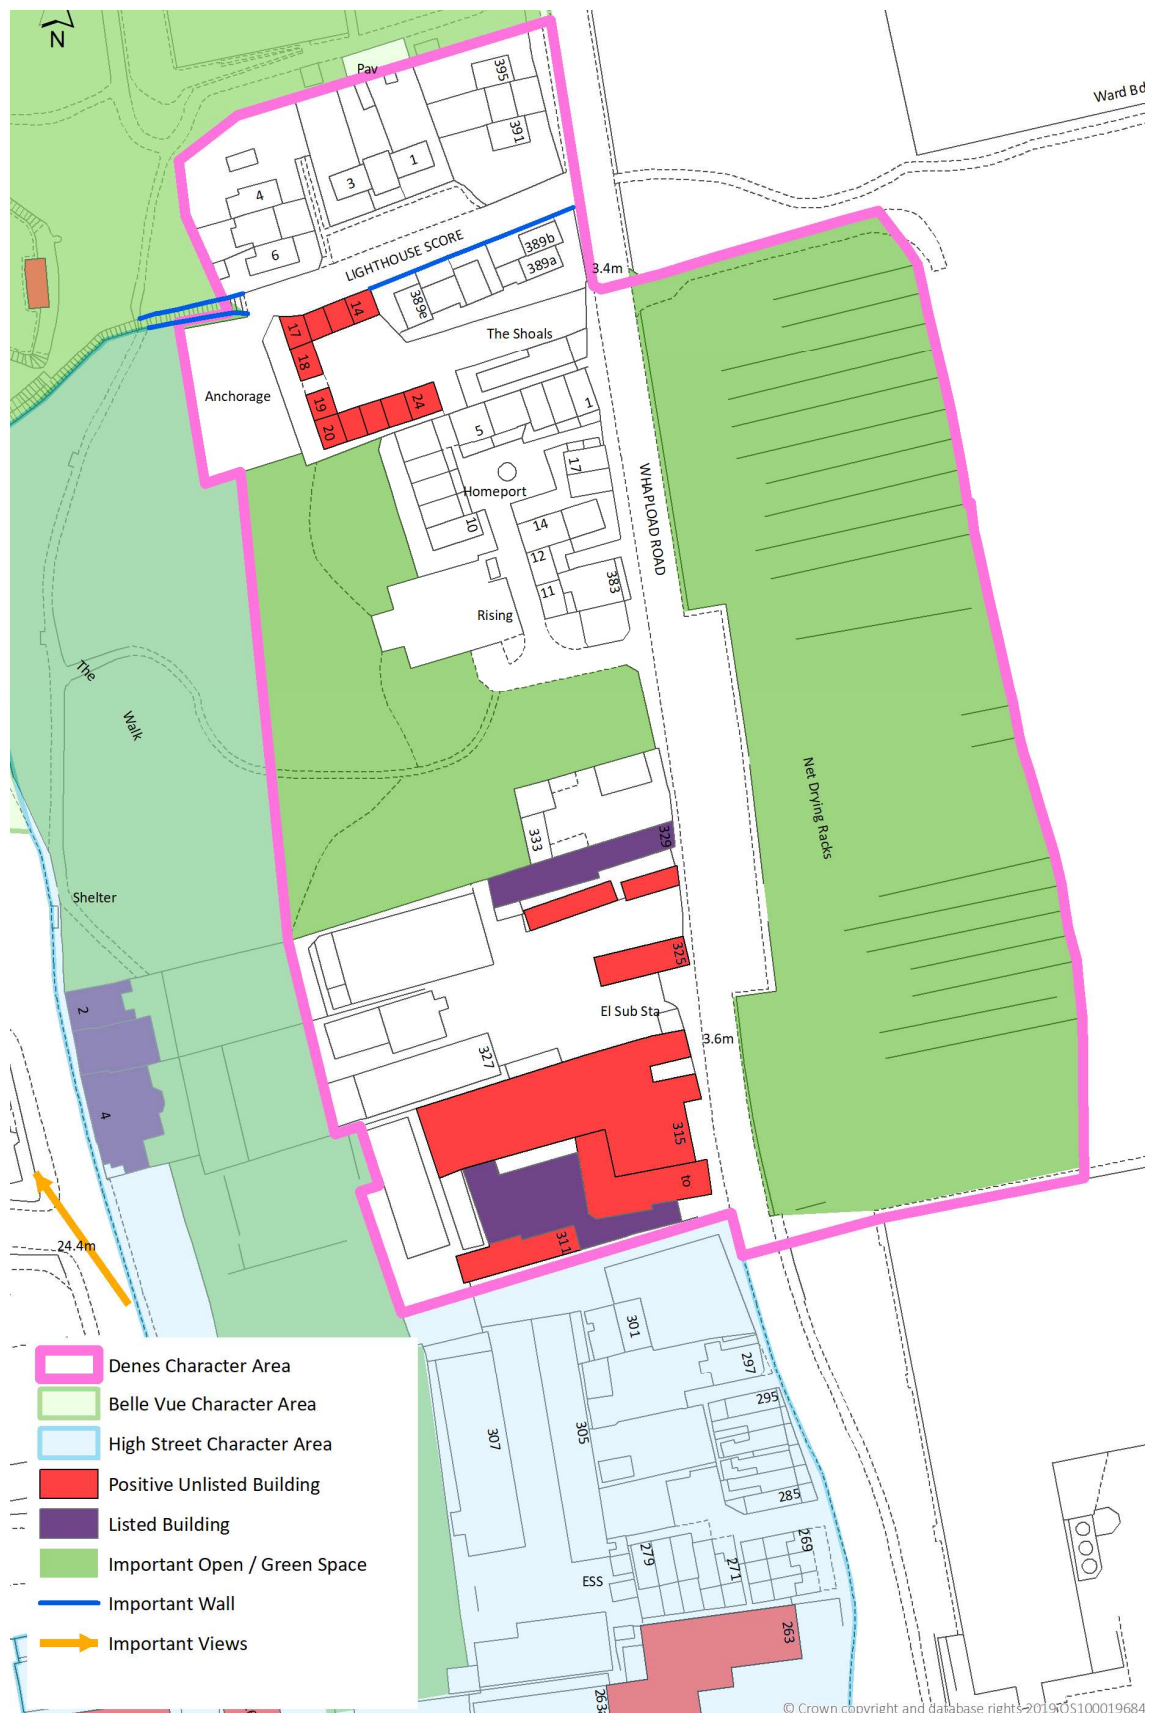 N
Pav
395
391
Ward Bd
1
3
4
6
LIGHTHOUSE SCORE
389b
389a
3.4m
389e
14
17
18
The Shoals
Anchorage
19
24
20
1
5
17
Homeport
10
14
12
11
383
WHAPLOAD ROAD
Rising
The
Walk
Net Drying Racks
333
329
Shelter
325
2
El Sub Sta
3.6m
327
4
315
to
311
24.4m
301
297
295
307
305
285
279
271
269
ESS
263
263
Denes Character Area
Belle Vue Character Area
High Street Character Area
Positive Unlisted Building
Listed Building
Important Open / Green Space
Important Wall
Important Views
© Crown copyright and database rights 2019 OS100019684